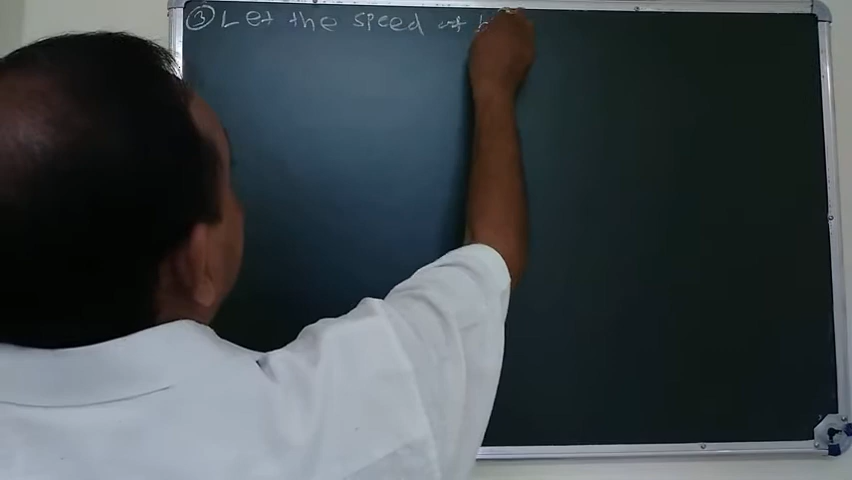 ③ Let the speed of